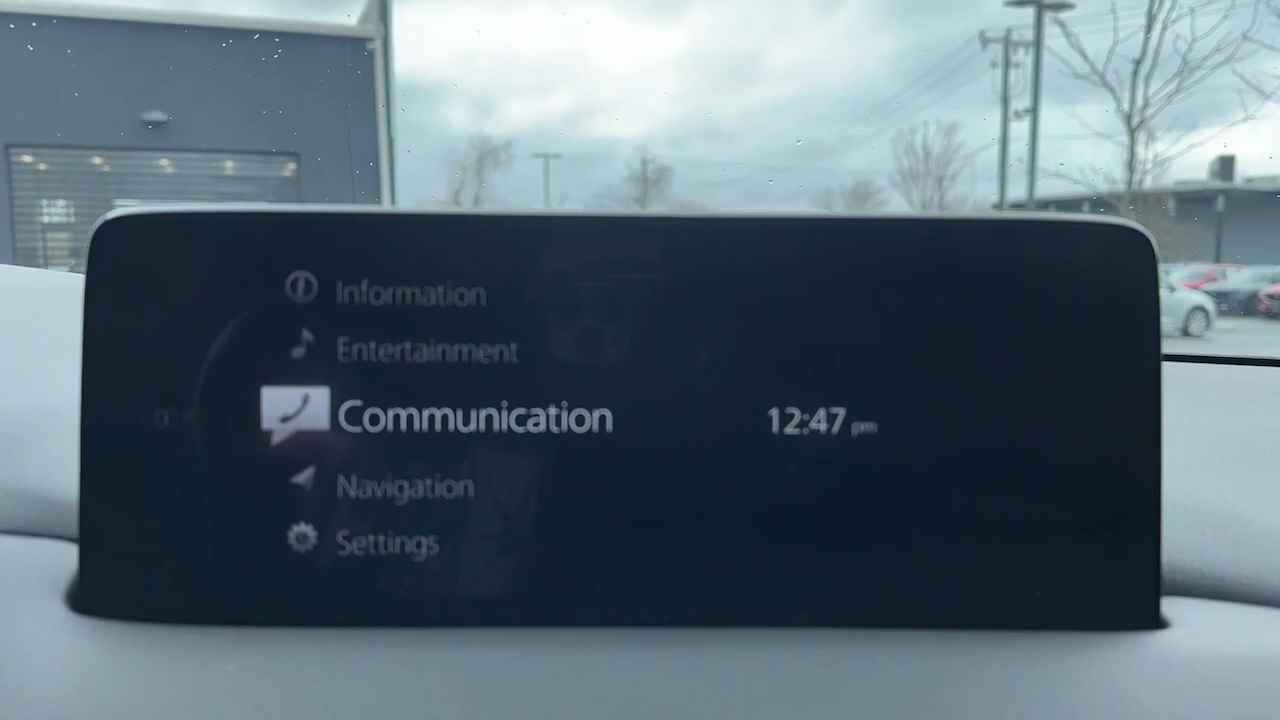 Information
Entertainment
Communication
12:47 pm
Navigation
Settings